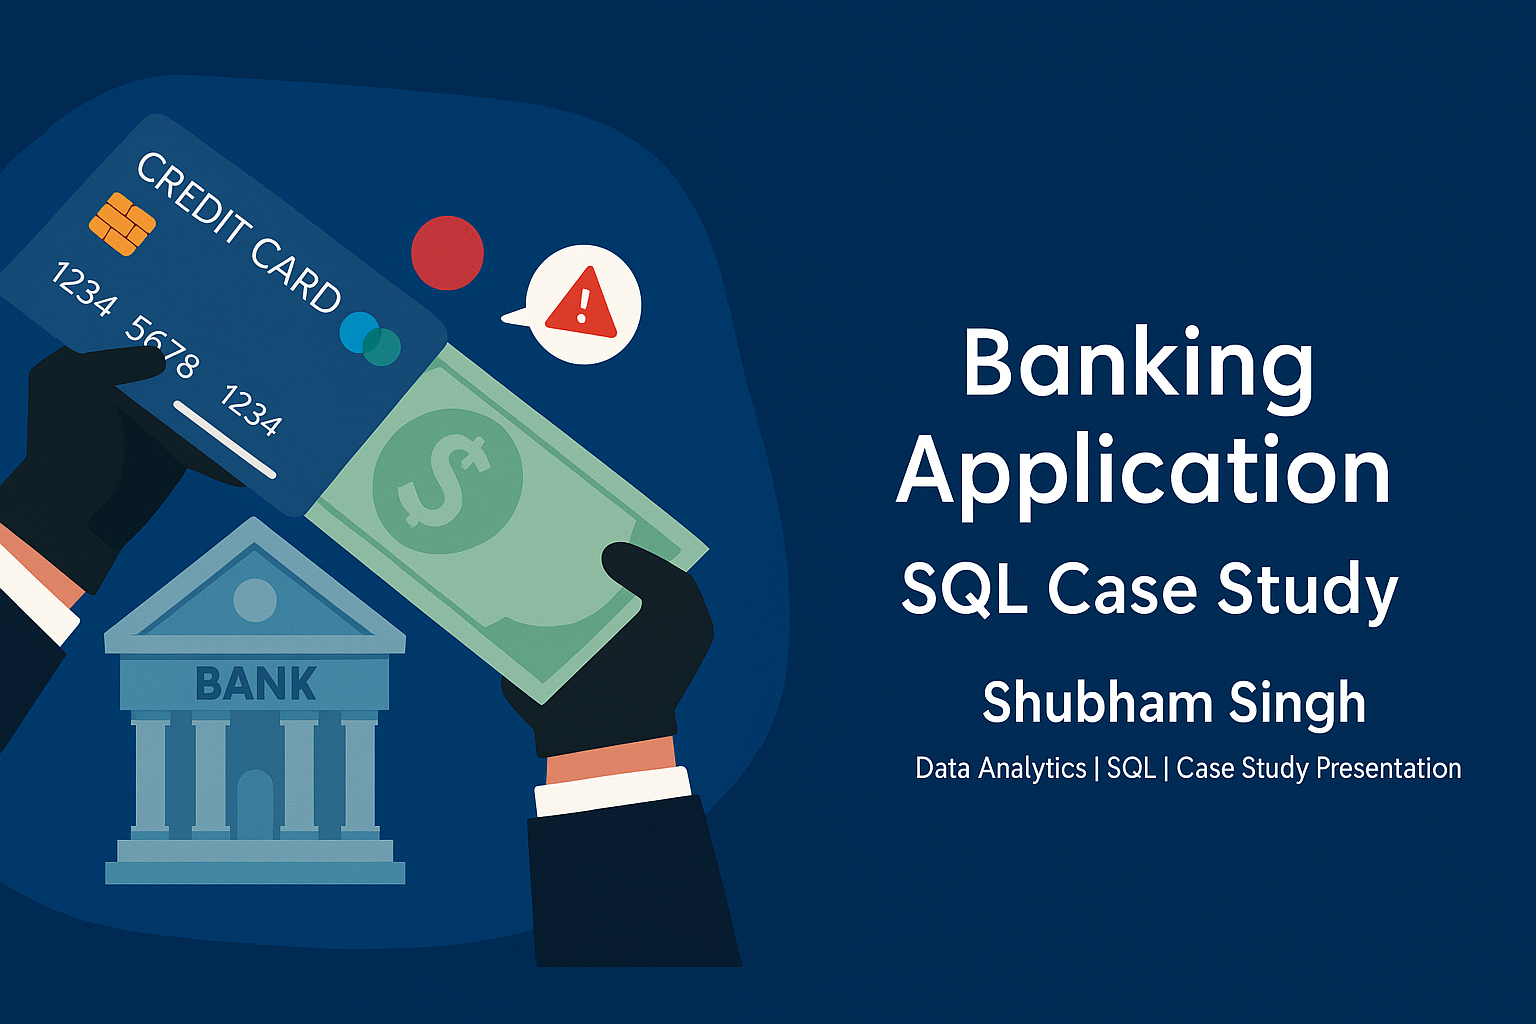 CREDIT CARD
1234 5678 1234
BANK
Banking
Application
SQL Case Study
Shubham Singh
Data Analytics | SQL | Case Study Presentation